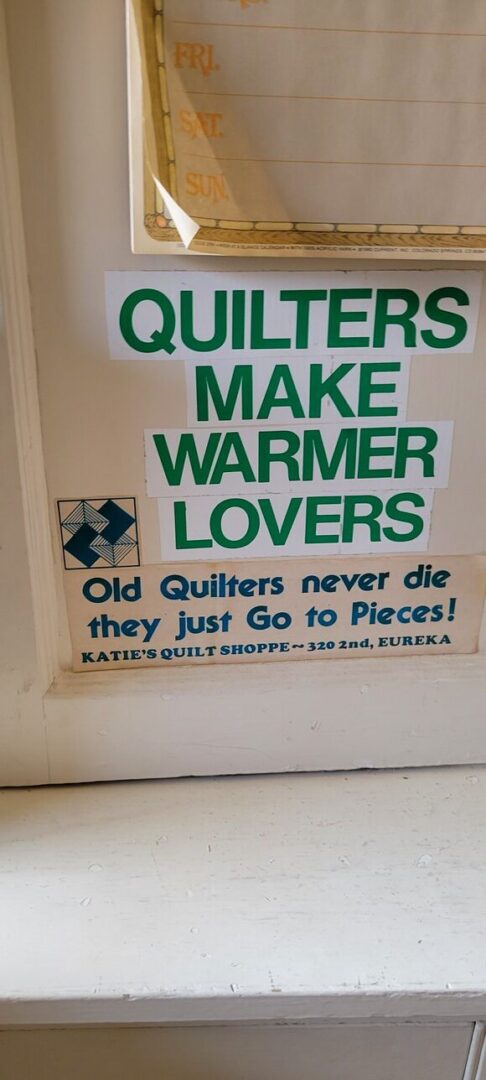 FRI.
SAT.
SUN.
QUILTERS
MAKE
WARMER
LOVERS
Old Quilters never die
they just Go to Pieces!
KATIE'S QUILT SHOPPE ~ 320 2nd, EUREKA